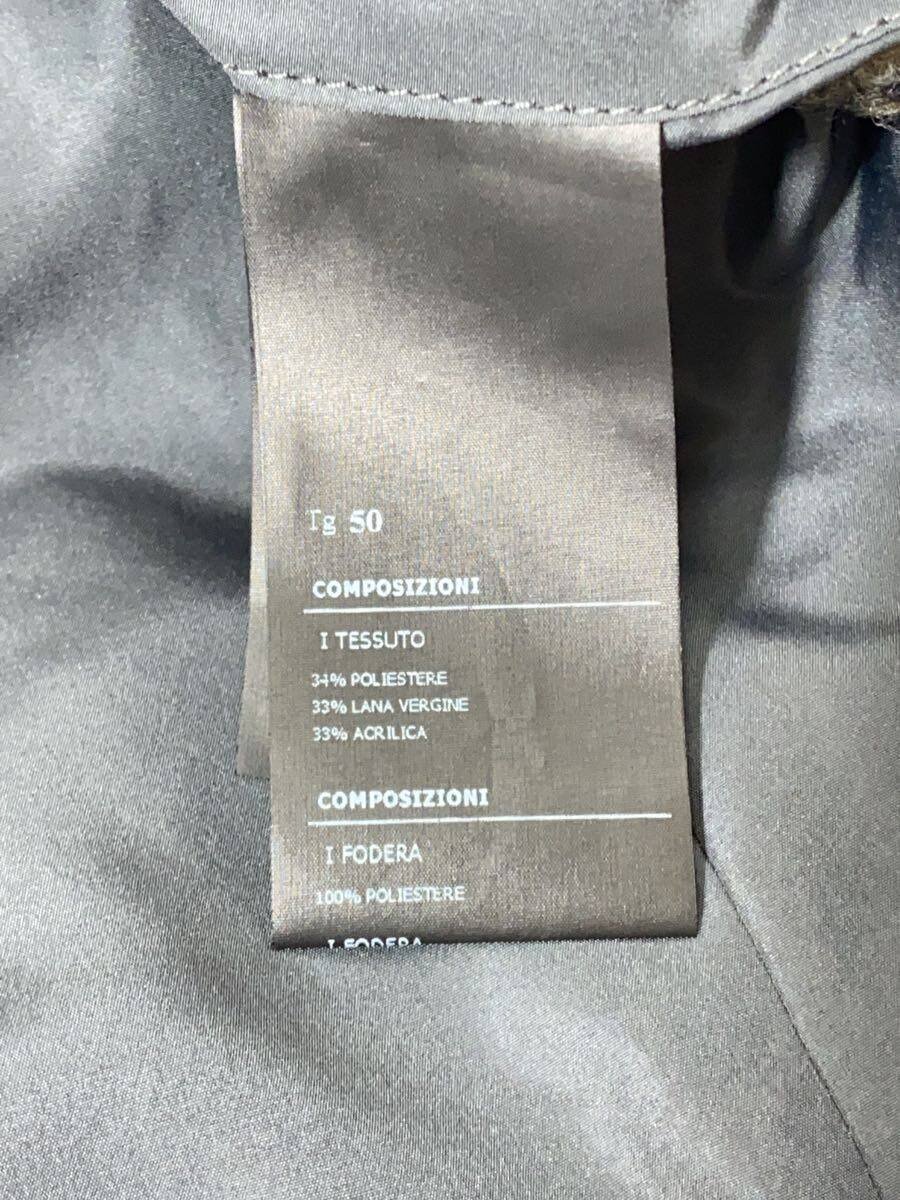 Tg 50
COMPOSIZIONI
I TESSUTO
34% POLIESTERE
33% LANA VERGINE
33% ACRILICA
COMPOSIZIONI
I FODERA
100% POLIESTERE
I FODERA